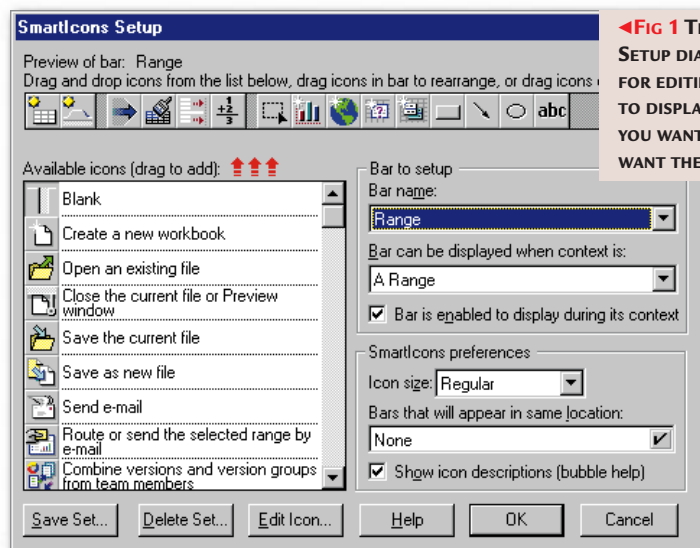 SmartIcons Setup
Preview of bar: Range
Drag and drop icons from the list below, drag icons in bar to rearrange, or drag icons
+½
3
abc
Available icons (drag to add):
Blank
Create a new workbook
Open an existing file
Close the current file or Preview
window
Save the current file
Save as new file
Send e-mail
Route or send the selected range by
e-mail
Combine versions and version groups
from team members
Bar to setup
Bar name:
Range
Bar can be displayed when context is:
A Range
Bar is enabled to display during its context
SmartIcons preferences
Icon size: Regular
Bars that will appear in same location:
None
Show icon descriptions (bubble help)
Save Set...
Delete Set...
Edit Icon...
Help
OK
Cancel
◄FIG 1
SETUP
FOR
TO
YOU WANT
WANT